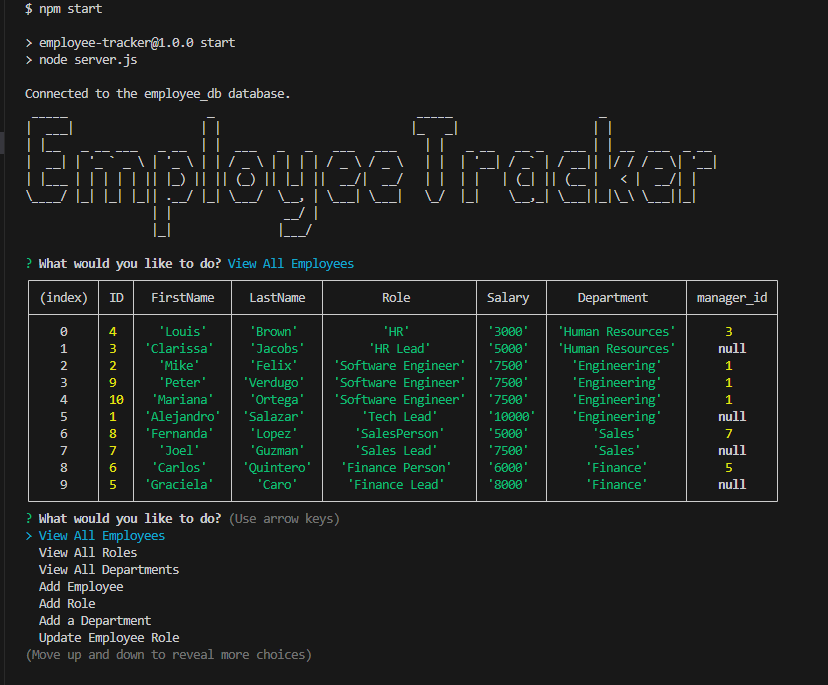 $ npm start
> employee-tracker@1.0.0 start
> node server.js
Connected to the employee_db database.
Employee Tracker
? What would you like to do? View All Employees
(index) ID FirstName LastName Role Salary Department manager_id
0 4 'Louis' 'Brown' 'HR' '3000' 'Human Resources' 3
1 3 'Clarissa' 'Jacobs' 'HR Lead' '5000' 'Human Resources' null
2 2 'Mike' 'Felix' 'Software Engineer' '7500' 'Engineering' 1
3 9 'Peter' 'Verdugo' 'Software Engineer' '7500' 'Engineering' 1
4 10 'Mariana' 'Ortega' 'Software Engineer' '7500' 'Engineering' 1
5 1 'Alejandro' 'Salazar' 'Tech Lead' '10000' 'Engineering' null
6 8 'Fernanda' 'Lopez' 'SalesPerson' '5000' 'Sales' 7
7 7 'Joel' 'Guzman' 'Sales Lead' '7500' 'Sales' null
8 6 'Carlos' 'Quintero' 'Finance Person' '6000' 'Finance' 5
9 5 'Graciela' 'Caro' 'Finance Lead' '8000' 'Finance' null
? What would you like to do? (Use arrow keys)
> View All Employees
View All Roles
View All Departments
Add Employee
Add Role
Add a Department
Update Employee Role
(Move up and down to reveal more choices)